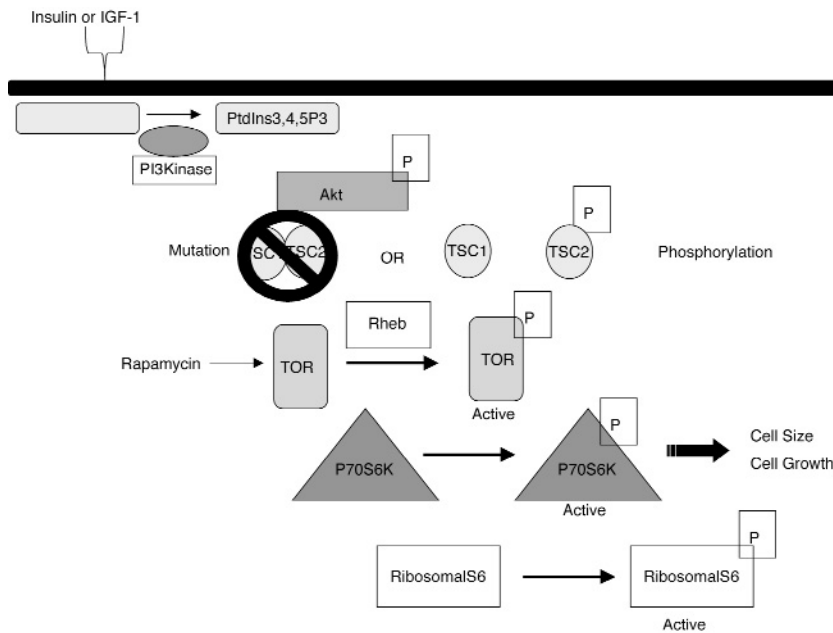 Insulin or IGF-1
PtdIns3,4,5P3
PI3Kinase
P
Akt
P
Mutation
SC1
TSC2
OR
TSC1
TSC2
Phosphorylation
P
Rheb
Rapamycin
TOR
TOR
Active
P
P70S6K
P70S6K
Cell Size
Cell Growth
Active
P
RibosomalS6
RibosomalS6
Active